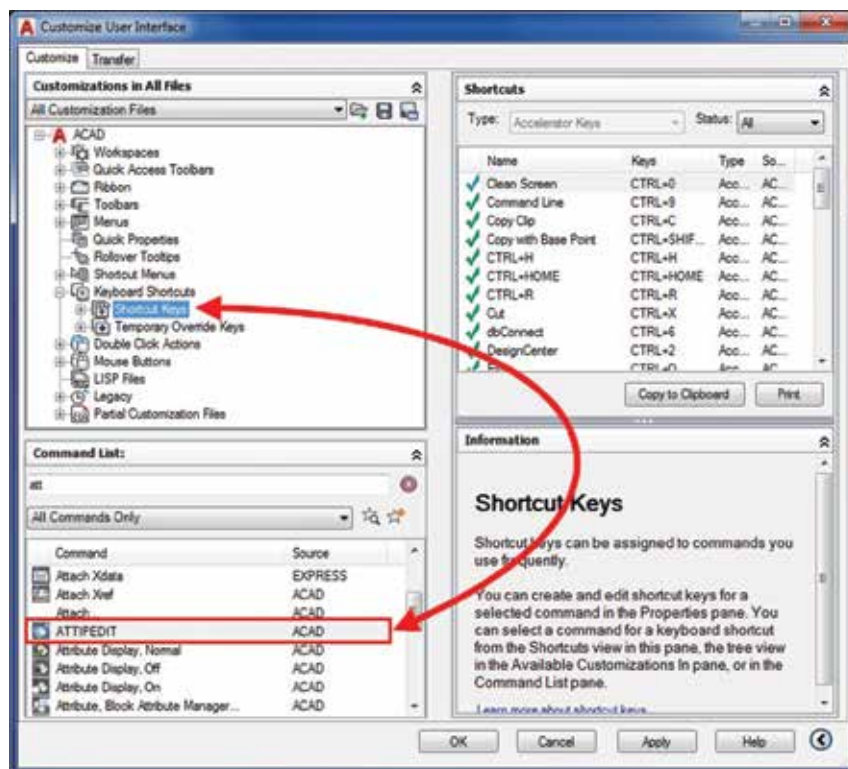 Customize User Interface
Customize Transfer
Customizations in All Files
All Customization Files
ACAD
Workspaces
Quick Access Toolbars
Ribbon
Toolbars
Menus
Quick Properties
Rollover Tooltips
Shortcut Menus
Keyboard Shortcuts
Shortcut Keys
Temporary Override Keys
Double Click Actions
Mouse Buttons
LISP Files
Legacy
Partial Customization Files
Command List:
att
All Commands Only
Command Source
Attach Xdata EXPRESS
Attach Xref ACAD
Attach... ACAD
ATTIPEDIT ACAD
Attribute Display, Normal ACAD
Attribute Display, Off ACAD
Attribute Display, On ACAD
Attribute, Block Attribute Manager... ACAD
Shortcuts
Type: Accelerator Keys Status: All
Name Keys Type So...
Clean Screen CTRL+0 Acc... AC...
Command Line CTRL+9 Acc... AC...
Copy Clip CTRL+C Acc... AC...
Copy with Base Point CTRL+SHIF... Acc... AC...
CTRL+H CTRL+H Acc... AC...
CTRL+HOME CTRL+HOME Acc... AC...
CTRL+R CTRL+R Acc... AC...
Cut CTRL+X Acc... AC...
dbConnect CTRL+6 Acc... AC...
DesignCenter CTRL+2 Acc... AC...
Copy to Clipboard Print
Information
Shortcut Keys
Shortcut keys can be assigned to commands you
use frequently.
You can create and edit shortcut keys for a
selected command in the Properties pane. You
can select a command for a keyboard shortcut
from the Shortcuts view in this pane, the tree view
in the Available Customizations In pane, or in the
Command List pane.
Learn more about shortcut keys
OK Cancel Apply Help